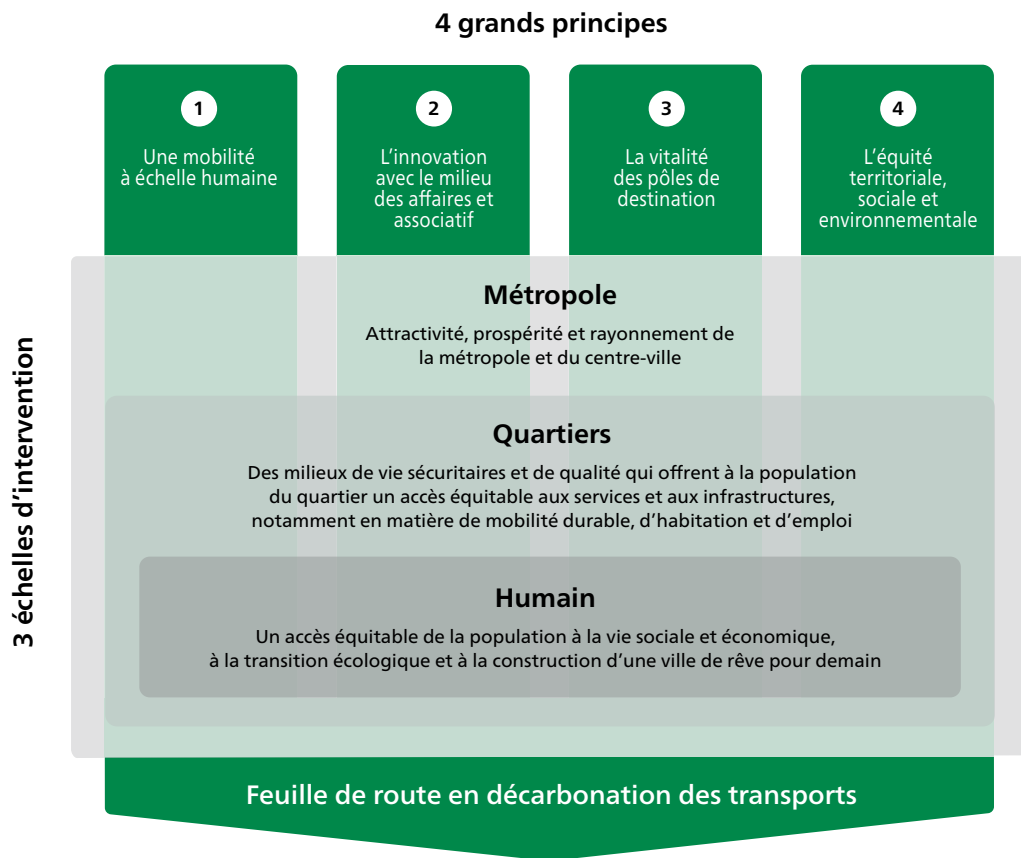 4 grands principes
1
Une mobilité
à échelle humaine
2
L'innovation
avec le milieu
des affaires et
associatif
3
La vitalité
des pôles de
destination
4
L'équité
territoriale,
sociale et
environnementale
3 échelles d'intervention
Métropole
Attractivité, prospérité et rayonnement de
la métropole et du centre-ville
Quartiers
Des milieux de vie sécuritaires et de qualité qui offrent à la population
du quartier un accès équitable aux services et aux infrastructures,
notamment en matière de mobilité durable, d'habitation et d'emploi
Humain
Un accès équitable de la population à la vie sociale et économique,
à la transition écologique et à la construction d'une ville de rêve pour demain
Feuille de route en décarbonation des transports